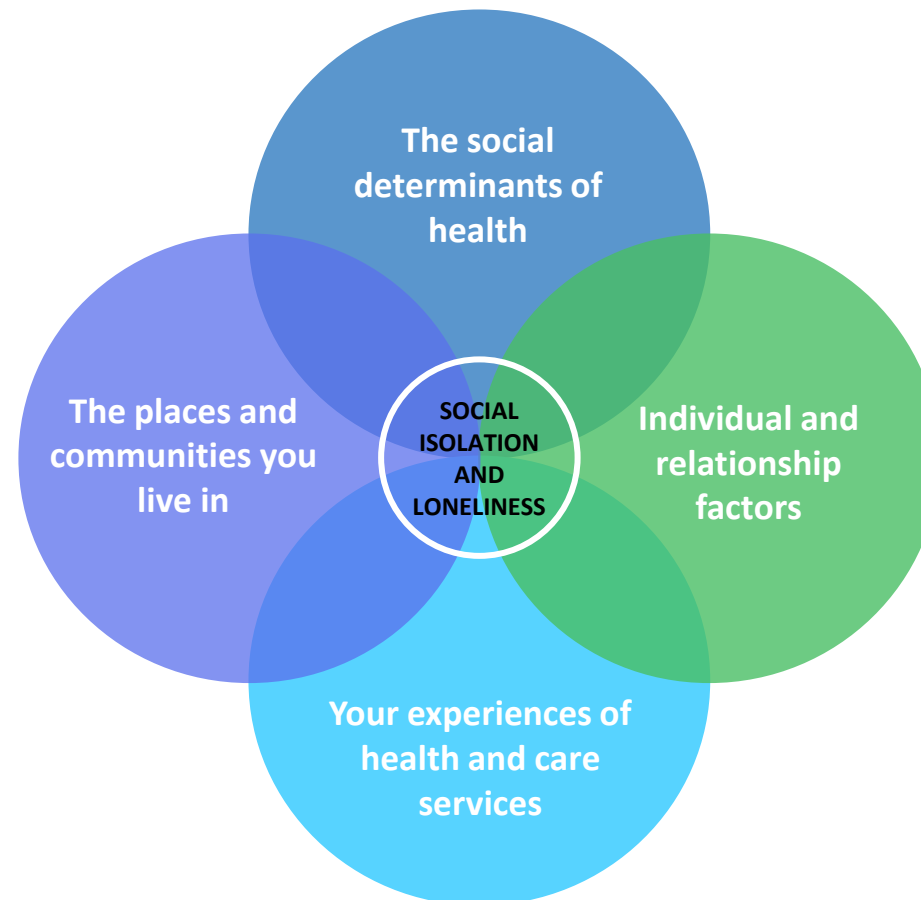 The social
determinants of
health
The places and
communities you
live in
SOCIAL
ISOLATION
AND
LONELINESS
Individual and
relationship
factors
Your experiences of
health and care
services